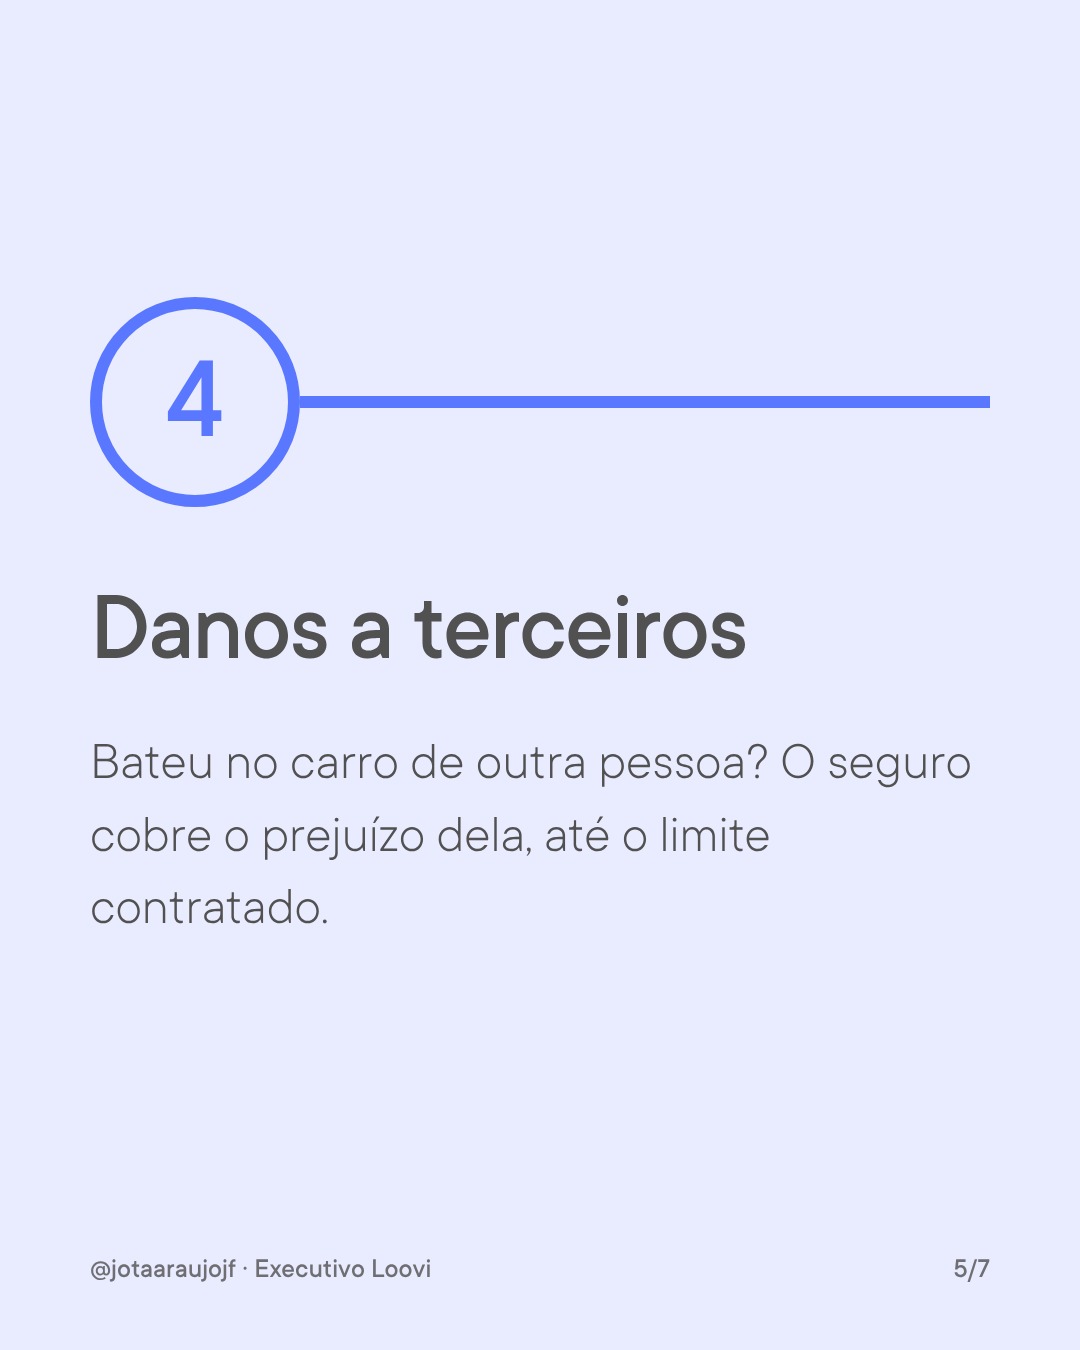 4
Danos a terceiros
Bateu no carro de outra pessoa? O seguro
cobre o prejuízo dela, até o limite
contratado.
@jotaaraujojf · Executivo Loovi
5/7